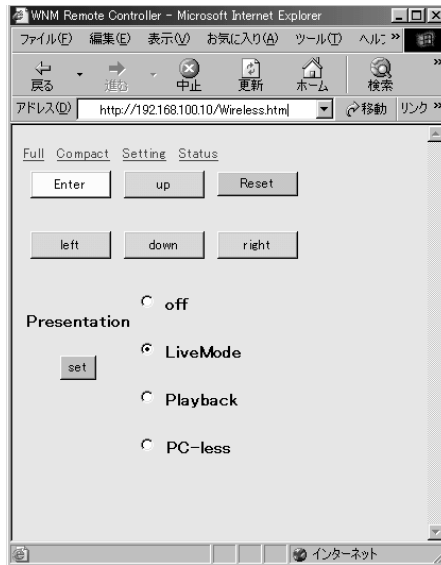 WNM Remote Controller - Microsoft Internet Explorer
ファイル(F) 編集(E) 表示(V) お気に入り(A) ツール(T) ヘルプ »
戻る 進む 中止 更新 ホーム 検索 »
アドレス(D) http://192.168.100.10/Wireless.htm 移動 リンク »
Full Compact Setting Status
Enter up Reset
left down right
off
Presentation
LiveMode
set
Playback
PC-less
インターネット